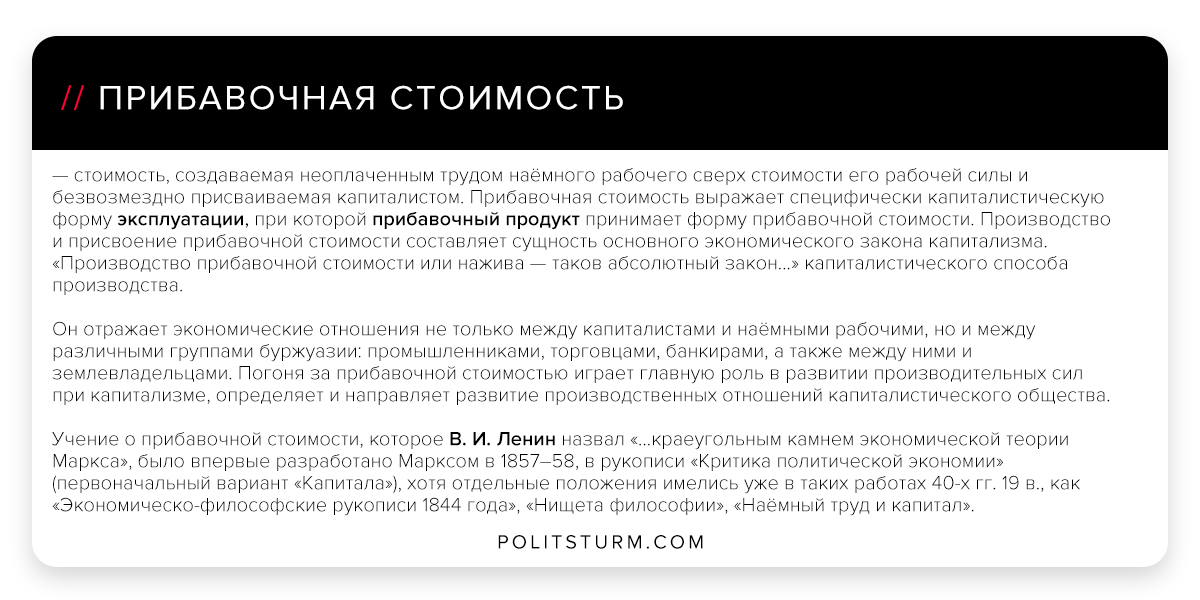 // ПРИБАВОЧНАЯ СТОИМОСТЬ
— стоимость, создаваемая неоплаченным трудом наёмного рабочего сверх стоимости его рабочей силы и
безвозмездно присваиваемая капиталистом. Прибавочная стоимость выражает специфически капиталистическую
форму эксплуатации, при которой прибавочный продукт принимает форму прибавочной стоимости. Производство
и присвоение прибавочной стоимости составляет сущность основного экономического закона капитализма.
«Производство прибавочной стоимости или нажива — таков абсолютный закон...» капиталистического способа
производства.
Он отражает экономические отношения не только между капиталистами и наёмными рабочими, но и между
различными группами буржуазии: промышленниками, торговцами, банкирами, а также между ними и
землевладельцами. Погоня за прибавочной стоимостью играет главную роль в развитии производительных сил
при капитализме, определяет и направляет развитие производственных отношений капиталистического общества.
Учение о прибавочной стоимости, которое В. И. Ленин назвал «...краеугольным камнем экономической теории
Маркса», было впервые разработано Марксом в 1857–58, в рукописи «Критика политической экономии»
(первоначальный вариант «Капитала»), хотя отдельные положения имелись уже в таких работах 40-х гг. 19 в., как
«Экономическо-философские рукописи 1844 года», «Нищета философии», «Наёмный труд и капитал».
POLITSTURM.COM